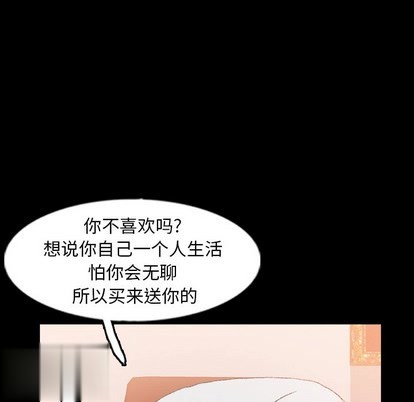 你不喜欢吗?
想说你自己一个人生活
怕你会无聊
所以买来送你的